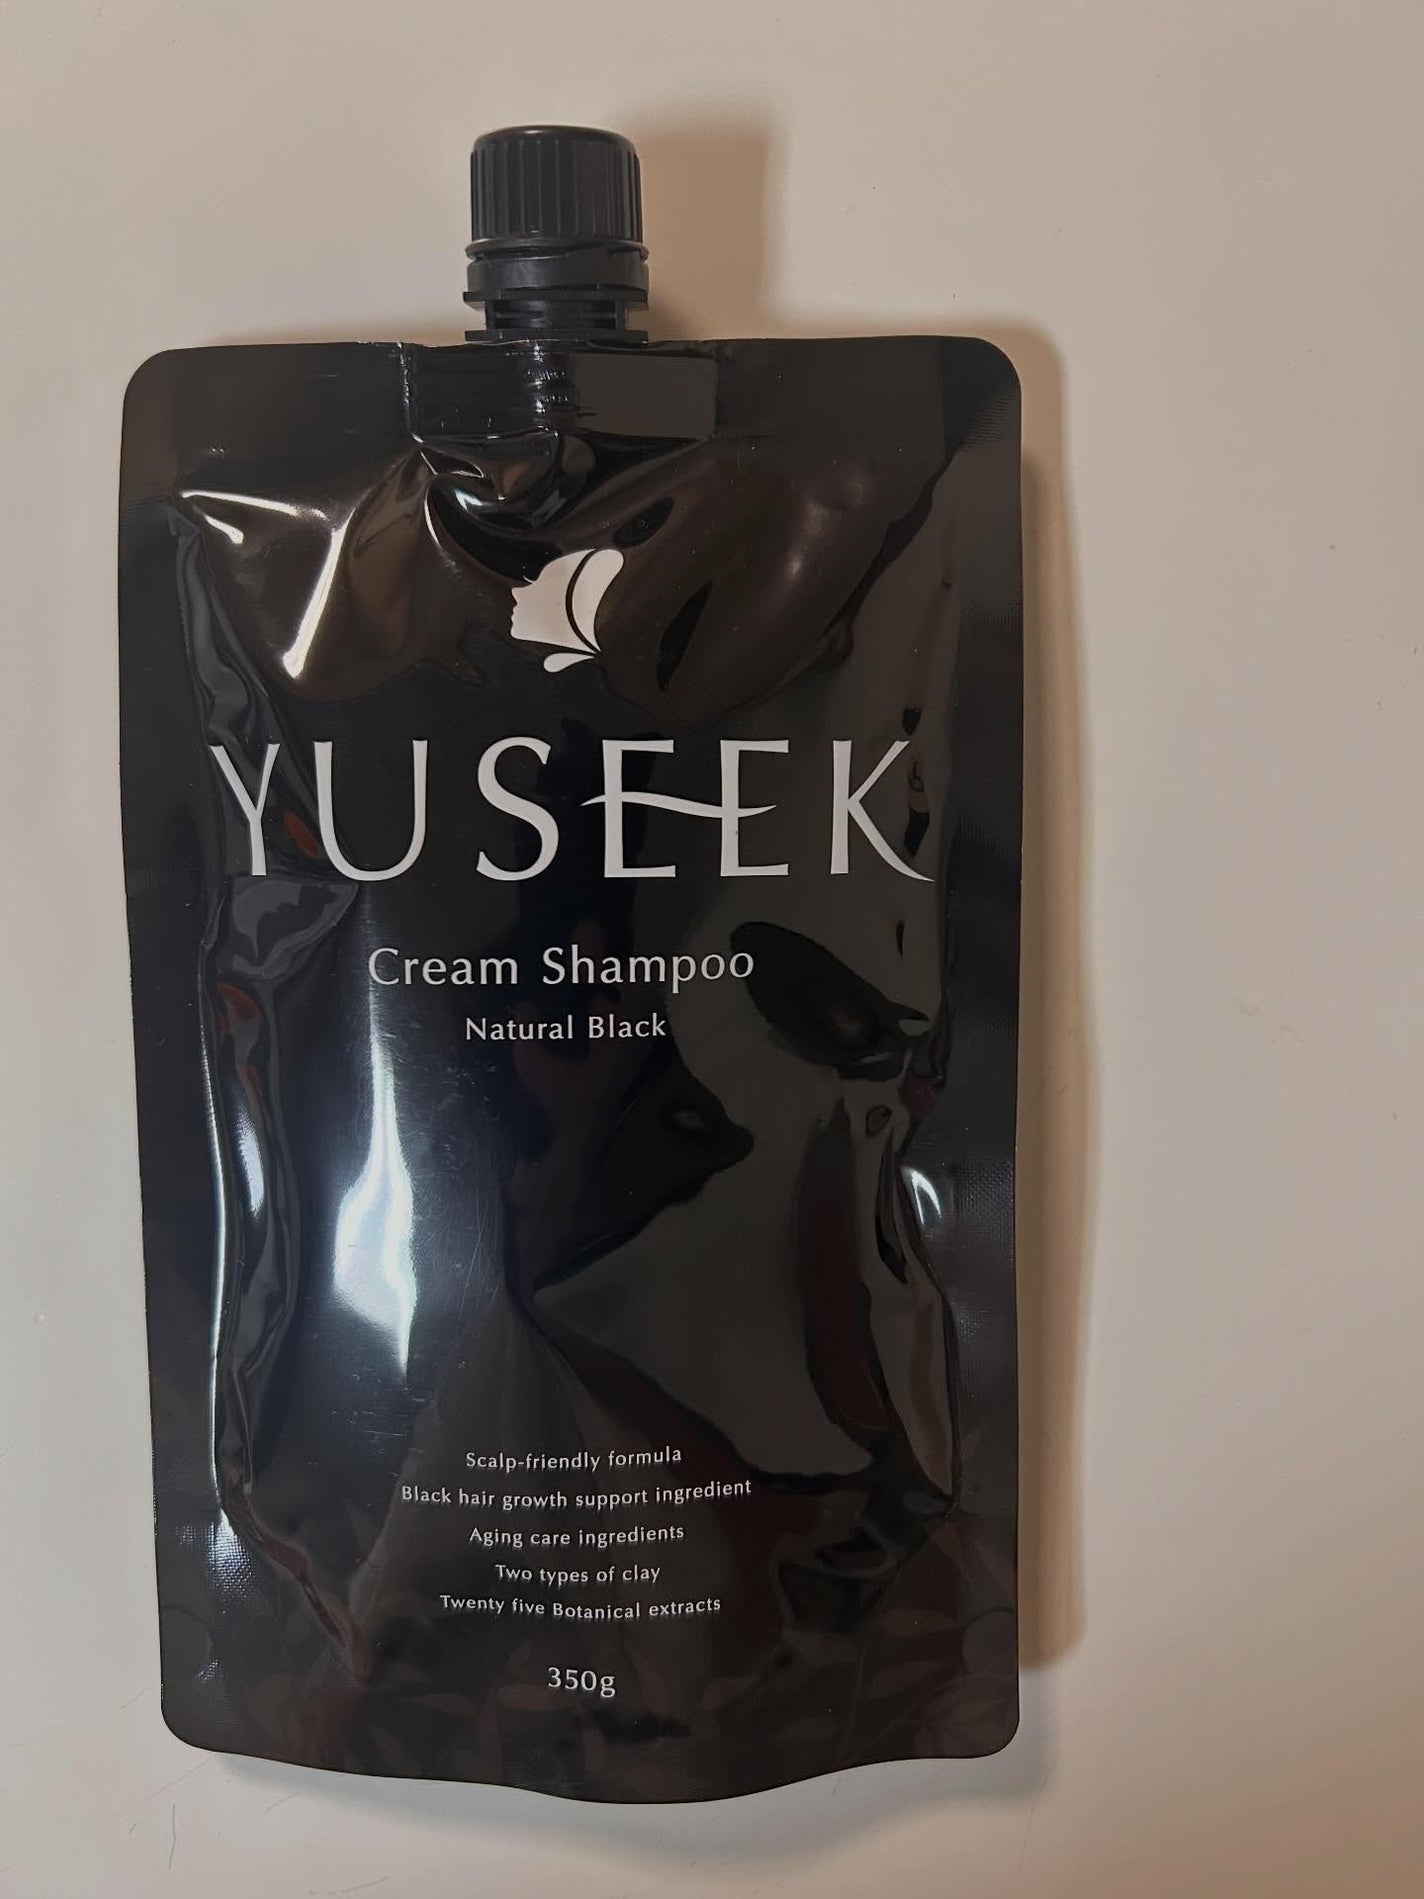 YUSEEK
Cream Shampoo
Natural Black
Scalp-friendly formula
Black hair growth support ingredient
Aging care ingredients
Two types of clay
Twenty five Botanical extracts
350g